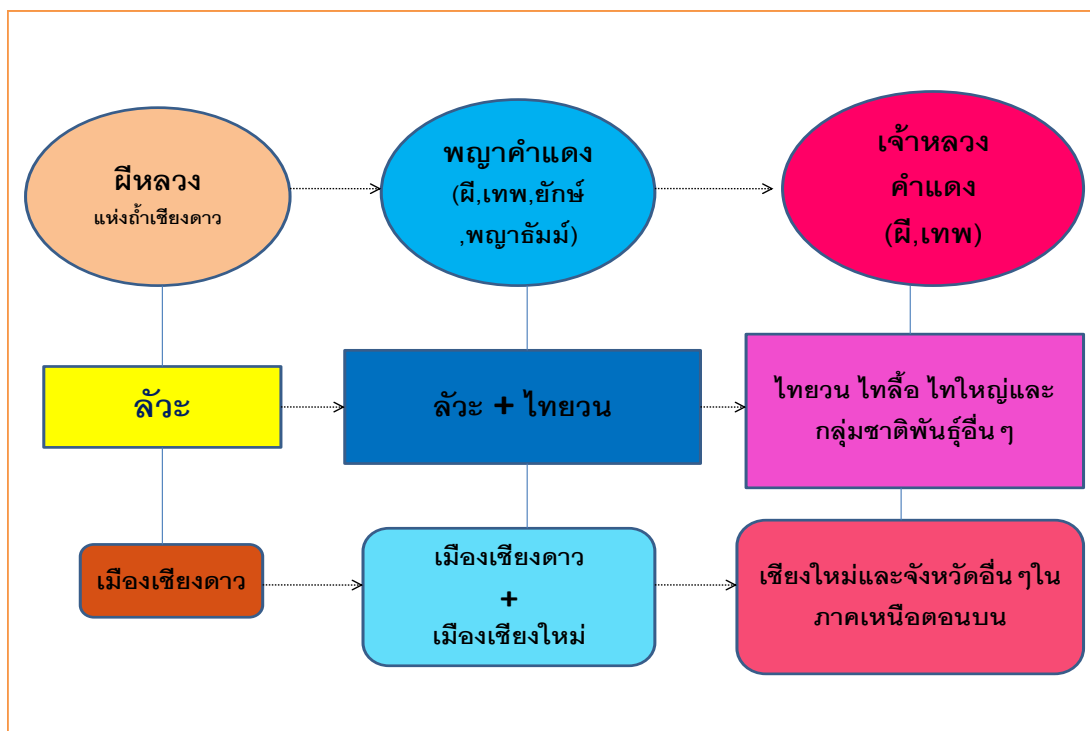 ผีหลวง
แห่งถ้ำเชียงดาว
พญาคำแดง
(ผี,เทพ,ยักษ์
,พญาธัมม์)
เจ้าหลวง
คำแดง
(ผี,เทพ)
ลัวะ
ลัวะ + ไทยวน
ไทยวน ไทลื้อ ไทใหญ่และ
กลุ่มชาติพันธุ์อื่นๆ
เมืองเชียงดาว
เมืองเชียงดาว
+
เมืองเชียงใหม่
เชียงใหม่และจังหวัดอื่นๆใน
ภาคเหนือตอนบน